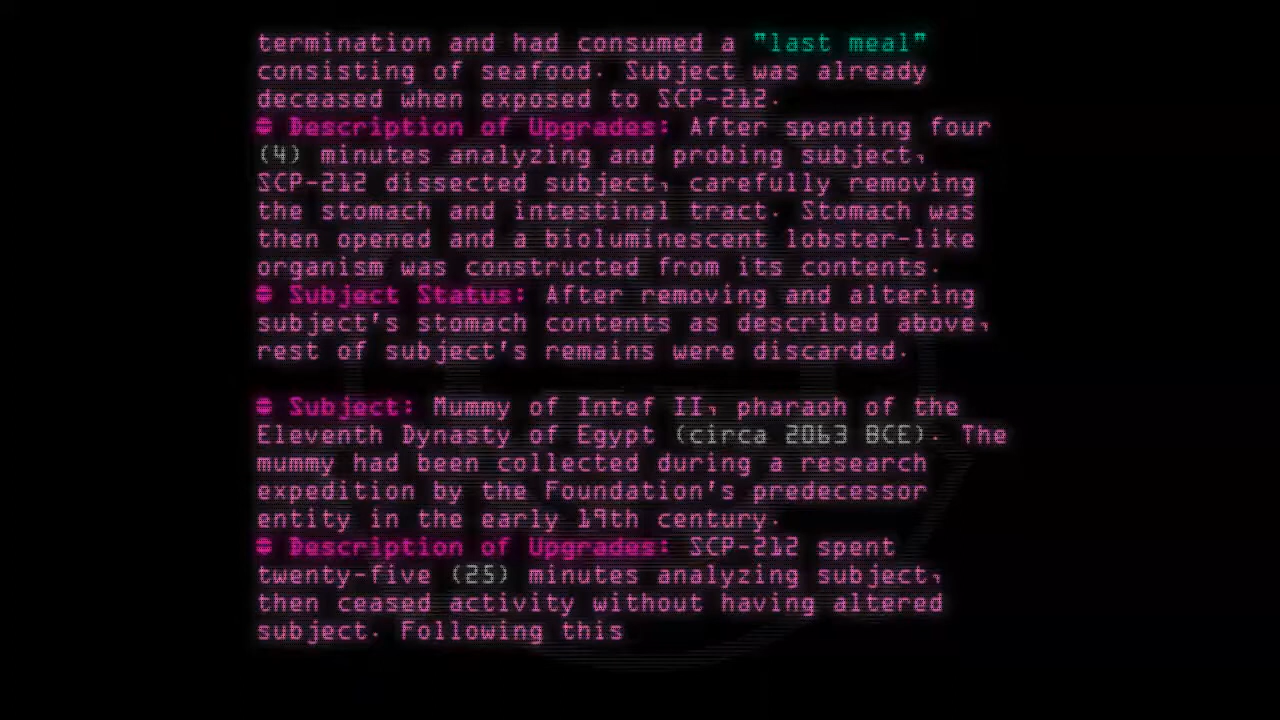 termination and had consumed a "last meal"
consisting of seafood. Subject was already
deceased when exposed to SCP-212.
Description of Upgrades: After spending four
(4) minutes analyzing and probing subject,
SCP-212 dissected subject, carefully removing
the stomach and intestinal tract. Stomach was
then opened and a bioluminescent lobster-like
organism was constructed from its contents.
Subject Status: After removing and altering
subject's stomach contents as described above,
rest of subject's remains were discarded.
Subject: Mummy of Intef II, pharaoh of the
Eleventh Dynasty of Egypt (circa 2063 BCE). The
mummy had been collected during a research
expedition by the Foundation's predecessor
entity in the early 19th century.
Description of Upgrades: SCP-212 spent
twenty-five (25) minutes analyzing subject,
then ceased activity without having altered
subject. Following this